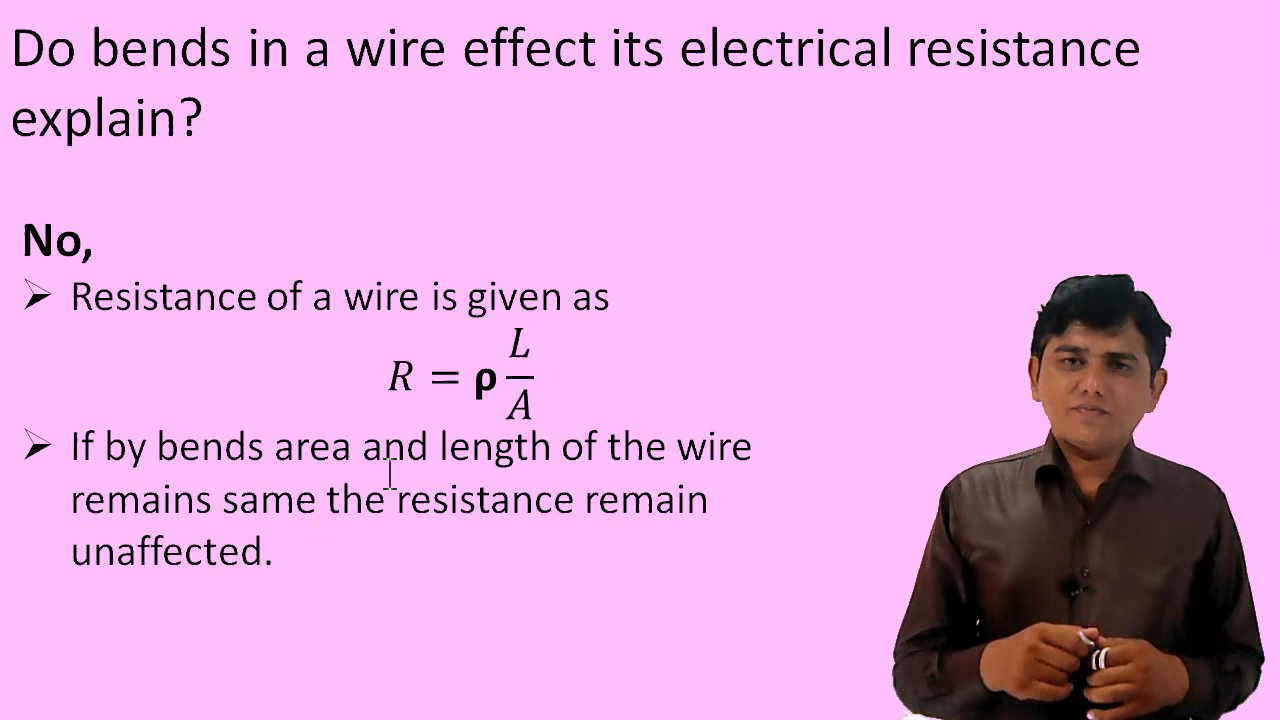 Do bends in a wire effect its electrical resistance
explain?
No,
➢ Resistance of a wire is given as
R = ρ L/A
➢ If by bends area and length of the wire
remains same the resistance remain
unaffected.